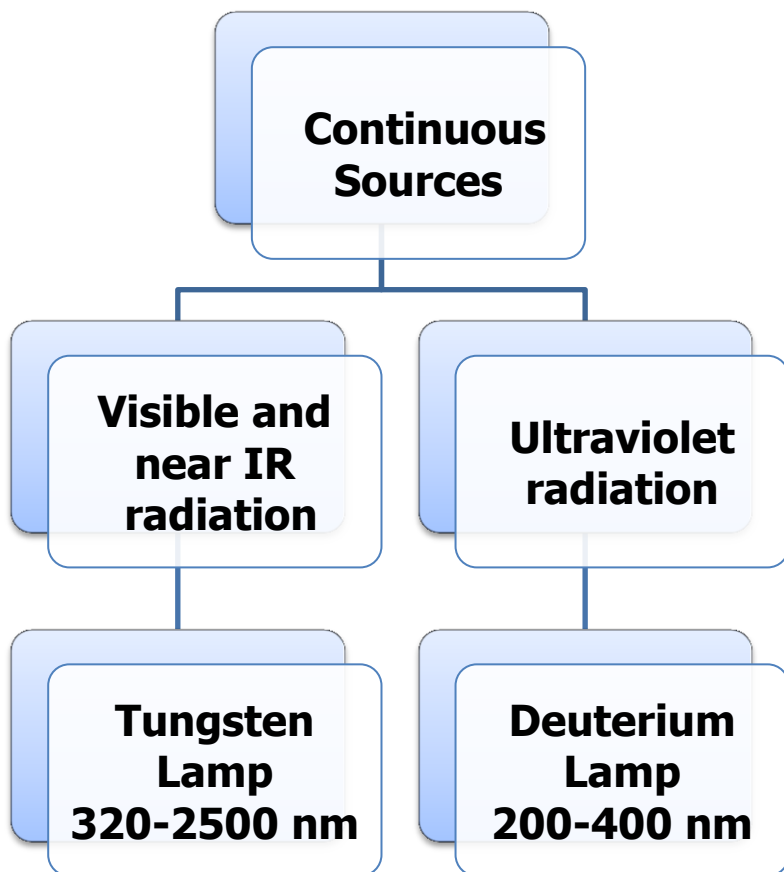 Continuous
Sources
Visible and
near IR
radiation
Ultraviolet
radiation
Tungsten
Lamp
320-2500 nm
Deuterium
Lamp
200-400 nm